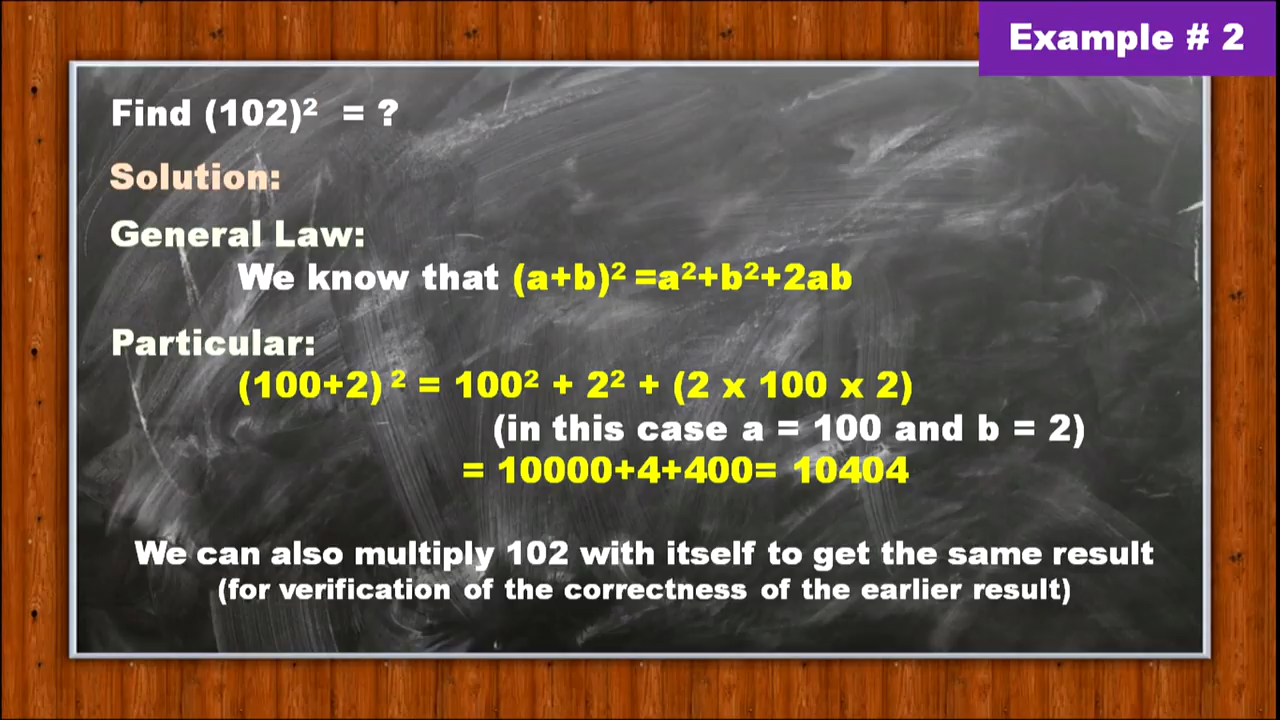 Example # 2
Find (102)² = ?
Solution:
General Law:
We know that (a+b)² =a²+b²+2ab
Particular:
(100+2) ² = 100² + 2² + (2 x 100 x 2)
(in this case a = 100 and b = 2)
= 10000+4+400= 10404
We can also multiply 102 with itself to get the same result
(for verification of the correctness of the earlier result)